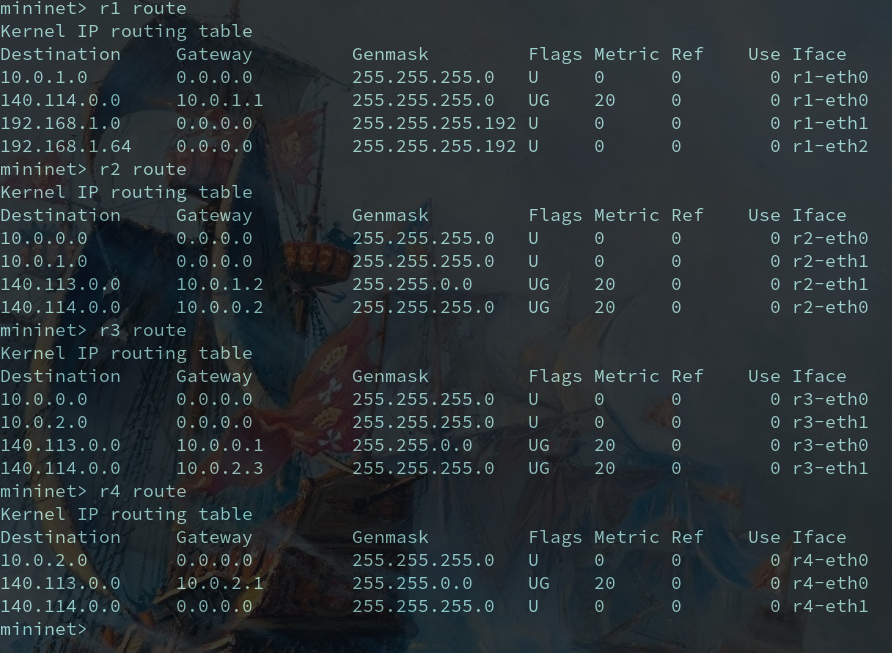 mininet> r1 route
Kernel IP routing table
Destination     Gateway         Genmask         Flags Metric Ref    Use Iface
10.0.1.0        0.0.0.0         255.255.255.0   U     0      0        0 r1-eth0
140.114.0.0     10.0.1.1        255.255.255.0   UG    20     0        0 r1-eth0
192.168.1.0     0.0.0.0         255.255.255.192 U     0      0        0 r1-eth1
192.168.1.64    0.0.0.0         255.255.255.192 U     0      0        0 r1-eth2
mininet> r2 route
Kernel IP routing table
Destination     Gateway         Genmask         Flags Metric Ref    Use Iface
10.0.0.0        0.0.0.0         255.255.255.0   U     0      0        0 r2-eth0
10.0.1.0        0.0.0.0         255.255.255.0   U     0      0        0 r2-eth1
140.113.0.0     10.0.1.2        255.255.0.0     UG    20     0        0 r2-eth1
140.114.0.0     10.0.0.2        255.255.255.0   UG    20     0        0 r2-eth0
mininet> r3 route
Kernel IP routing table
Destination     Gateway         Genmask         Flags Metric Ref    Use Iface
10.0.0.0        0.0.0.0         255.255.255.0   U     0      0        0 r3-eth0
10.0.2.0        0.0.0.0         255.255.255.0   U     0      0        0 r3-eth1
140.113.0.0     10.0.0.1        255.255.0.0     UG    20     0        0 r3-eth0
140.114.0.0     10.0.2.3        255.255.255.0   UG    20     0        0 r3-eth1
mininet> r4 route
Kernel IP routing table
Destination     Gateway         Genmask         Flags Metric Ref    Use Iface
10.0.2.0        0.0.0.0         255.255.255.0   U     0      0        0 r4-eth0
140.113.0.0     10.0.2.1        255.255.0.0     UG    20     0        0 r4-eth0
140.114.0.0     0.0.0.0         255.255.255.0   U     0      0        0 r4-eth1
mininet>